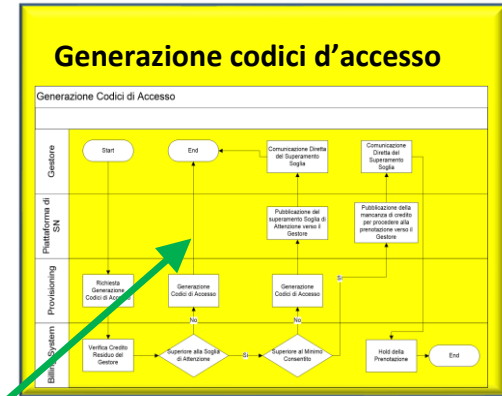 Generazione codici d'accesso
Generazione Codici di Accesso
Gestore
Start
End
Comunicazione Diretta
del Superamento
Soglia
Comunicazione
Diretta del
Superamento
Soglia
Piattaforma di
SN
Pubblicazione del
superamento Soglia di
Attenzione verso il
Gestore
Pubblicazione della
mancanza di credito
per procedere alla
prenotazione verso il
Gestore
Provisioning
Richiesta
Generazione
Codici di Accesso
Generazione
Codici di Accesso
Generazione
Codici di Accesso
Si
No
No
Billing System
Verifica Credito
Residuo del
Gestore
Superiore alla Soglia
di Attenzione
Si
Superiore al Minimo
Consentito
Hold della
Prenotazione
End